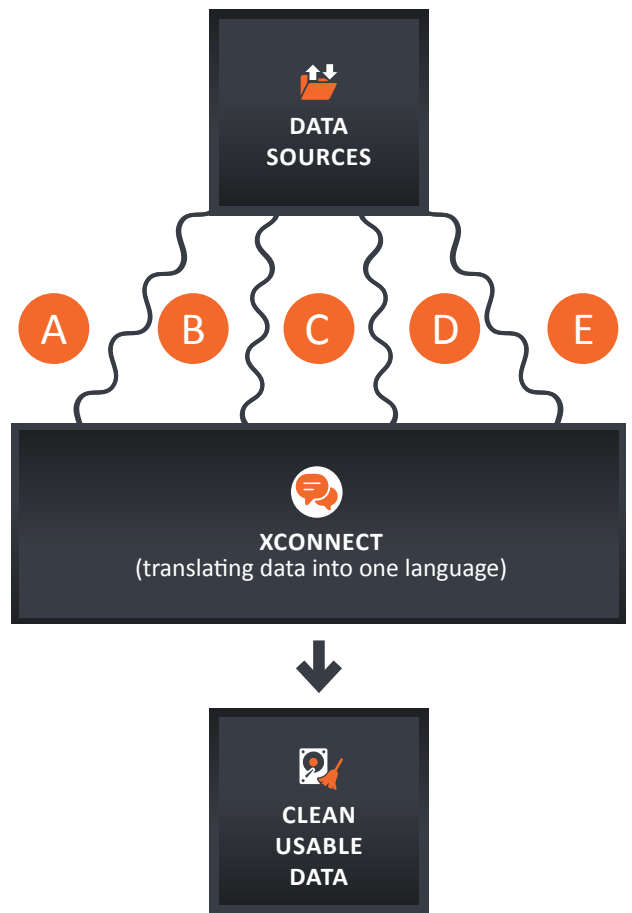 DATA
SOURCES
A B C D E
XCONNECT
(translating data into one language)
CLEAN
USABLE
DATA